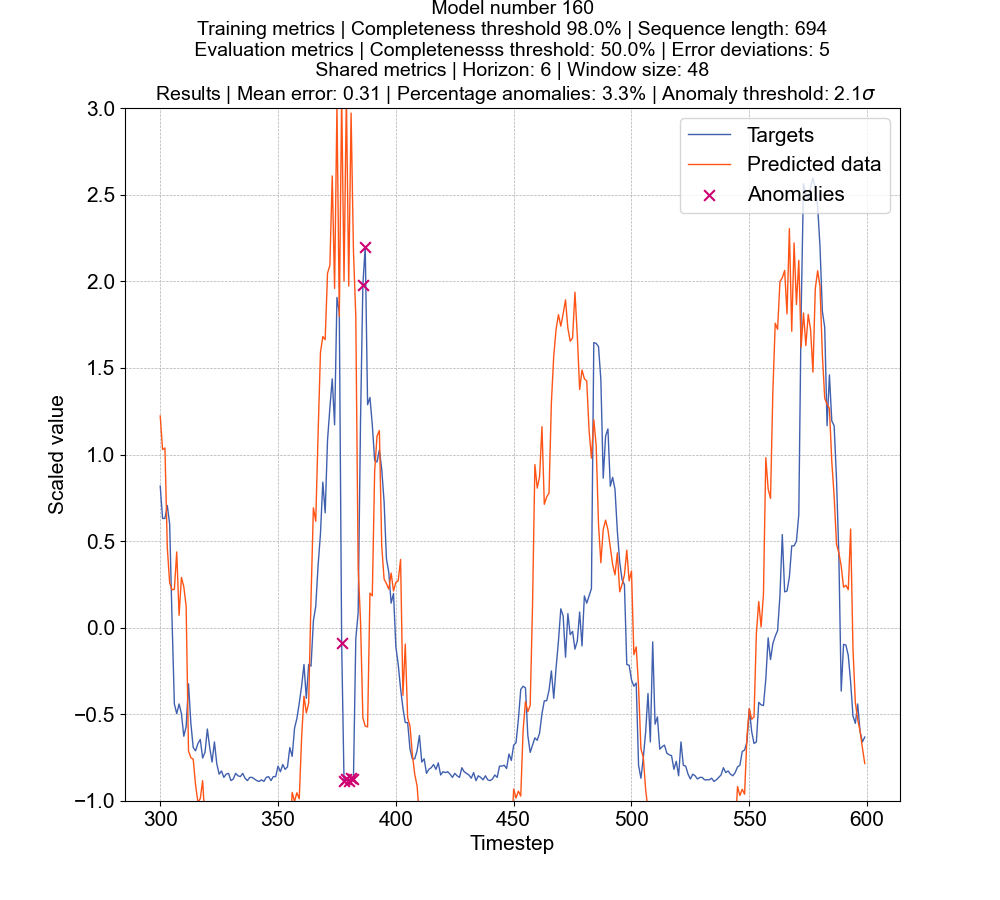 Model number 160
Training metrics | Completeness threshold 98.0% | Sequence length: 694
Evaluation metrics | Completenesss threshold: 50.0% | Error deviations: 5
Shared metrics | Horizon: 6 | Window size: 48
Results | Mean error: 0.31 | Percentage anomalies: 3.3% | Anomaly threshold: 2.1σ
Targets
Predicted data
Anomalies
Scaled value
3.0
2.5
2.0
1.5
1.0
0.5
0.0
−0.5
−1.0
300
350
400
450
500
550
600
Timestep